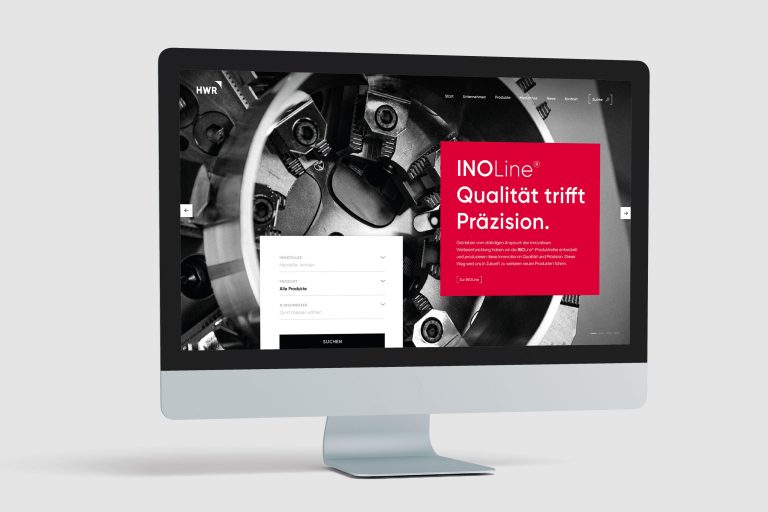 HWR
Start Unternehmen Produkte News Kontakt Suche
INOLine®
Qualität trifft
Präzision.
Getrieben vom ständigen Anspruch der innovativen
Weiterentwicklung haben wir die INOLine®-Produktreihe entwickelt
und produzieren diese Innovation in Qualität und Präzision. Dieser
Weg wird uns in Zukunft zu weiteren neuen Produkten führen.
Zur INOLine
HERSTELLER
Hersteller wählen
PRODUKT
Alle Produkte
DURCHMESSER
Durchmesser wählen
SUCHEN